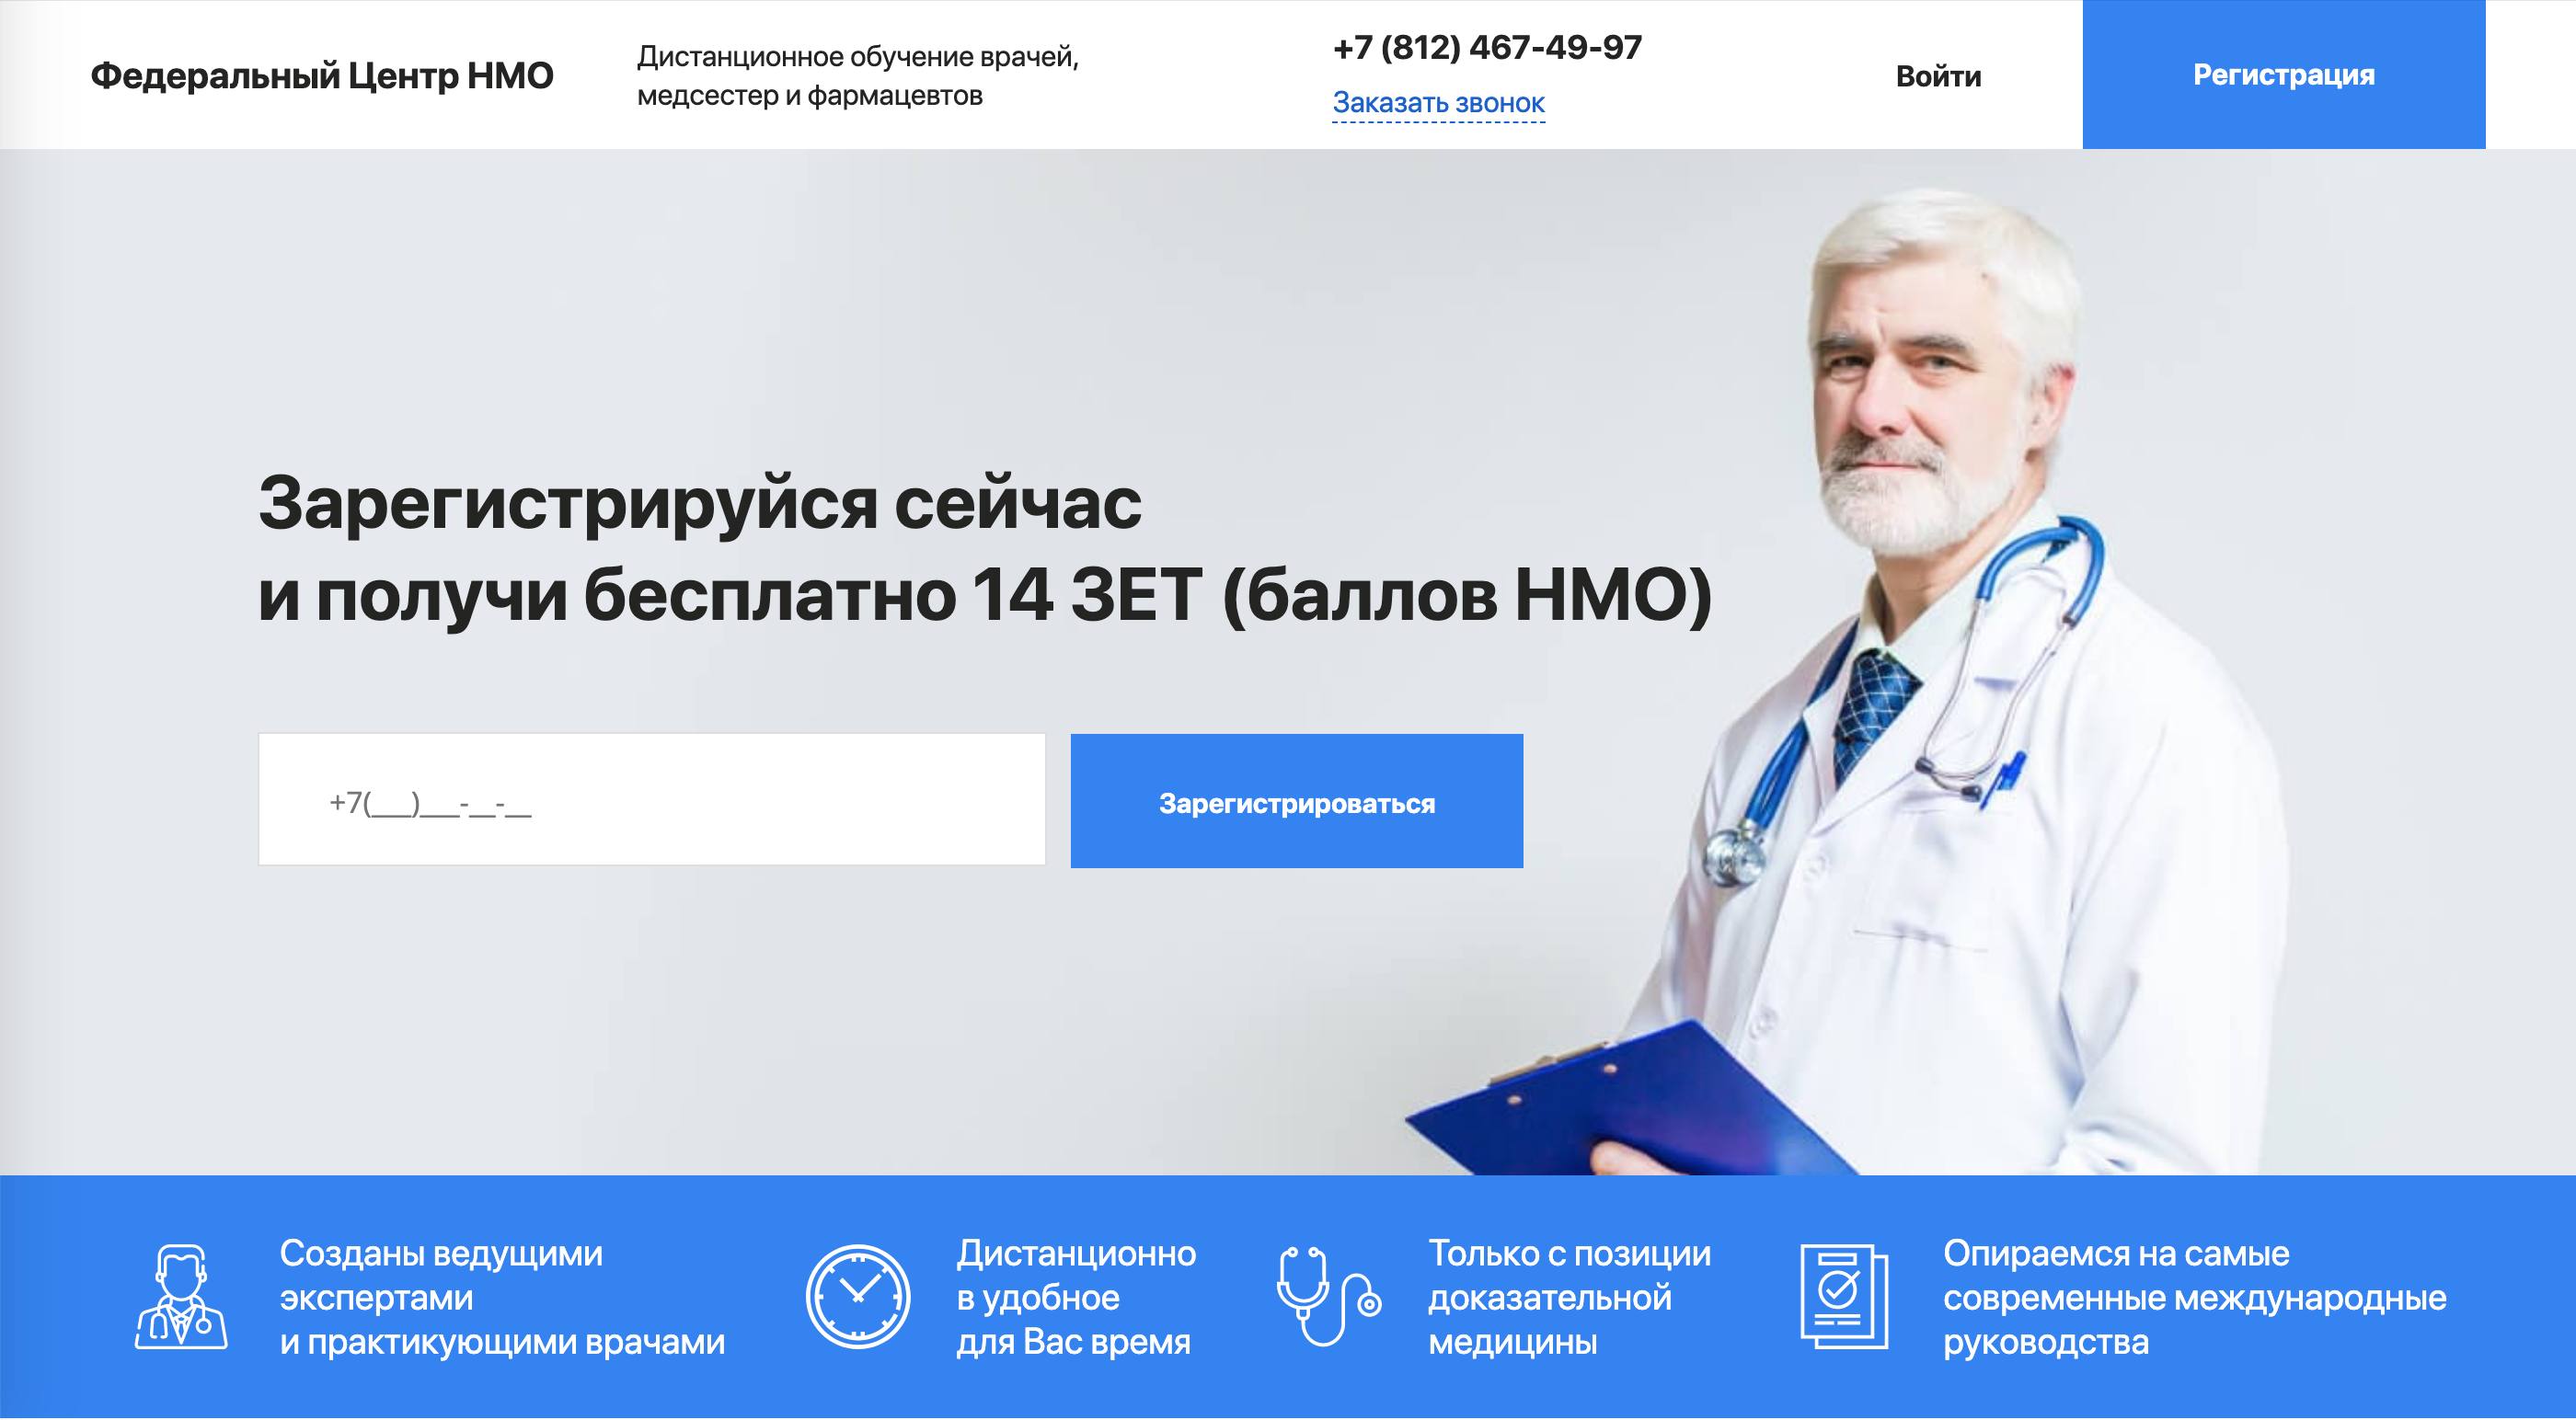 Федеральный Центр НМО
Дистанционное обучение врачей,
медсестер и фармацевтов
+7 (812) 467-49-97
Заказать звонок
Войти
Регистрация
Зарегистрируйся сейчас
и получи бесплатно 14 ЗЕТ (баллов НМО)
+7(___)___-__-__
Зарегистрироваться
Созданы ведущими
экспертами
и практикующими врачами
Дистанционно
в удобное
для Вас время
Только с позиции
доказательной
медицины
Опираемся на самые
современные международные
руководства